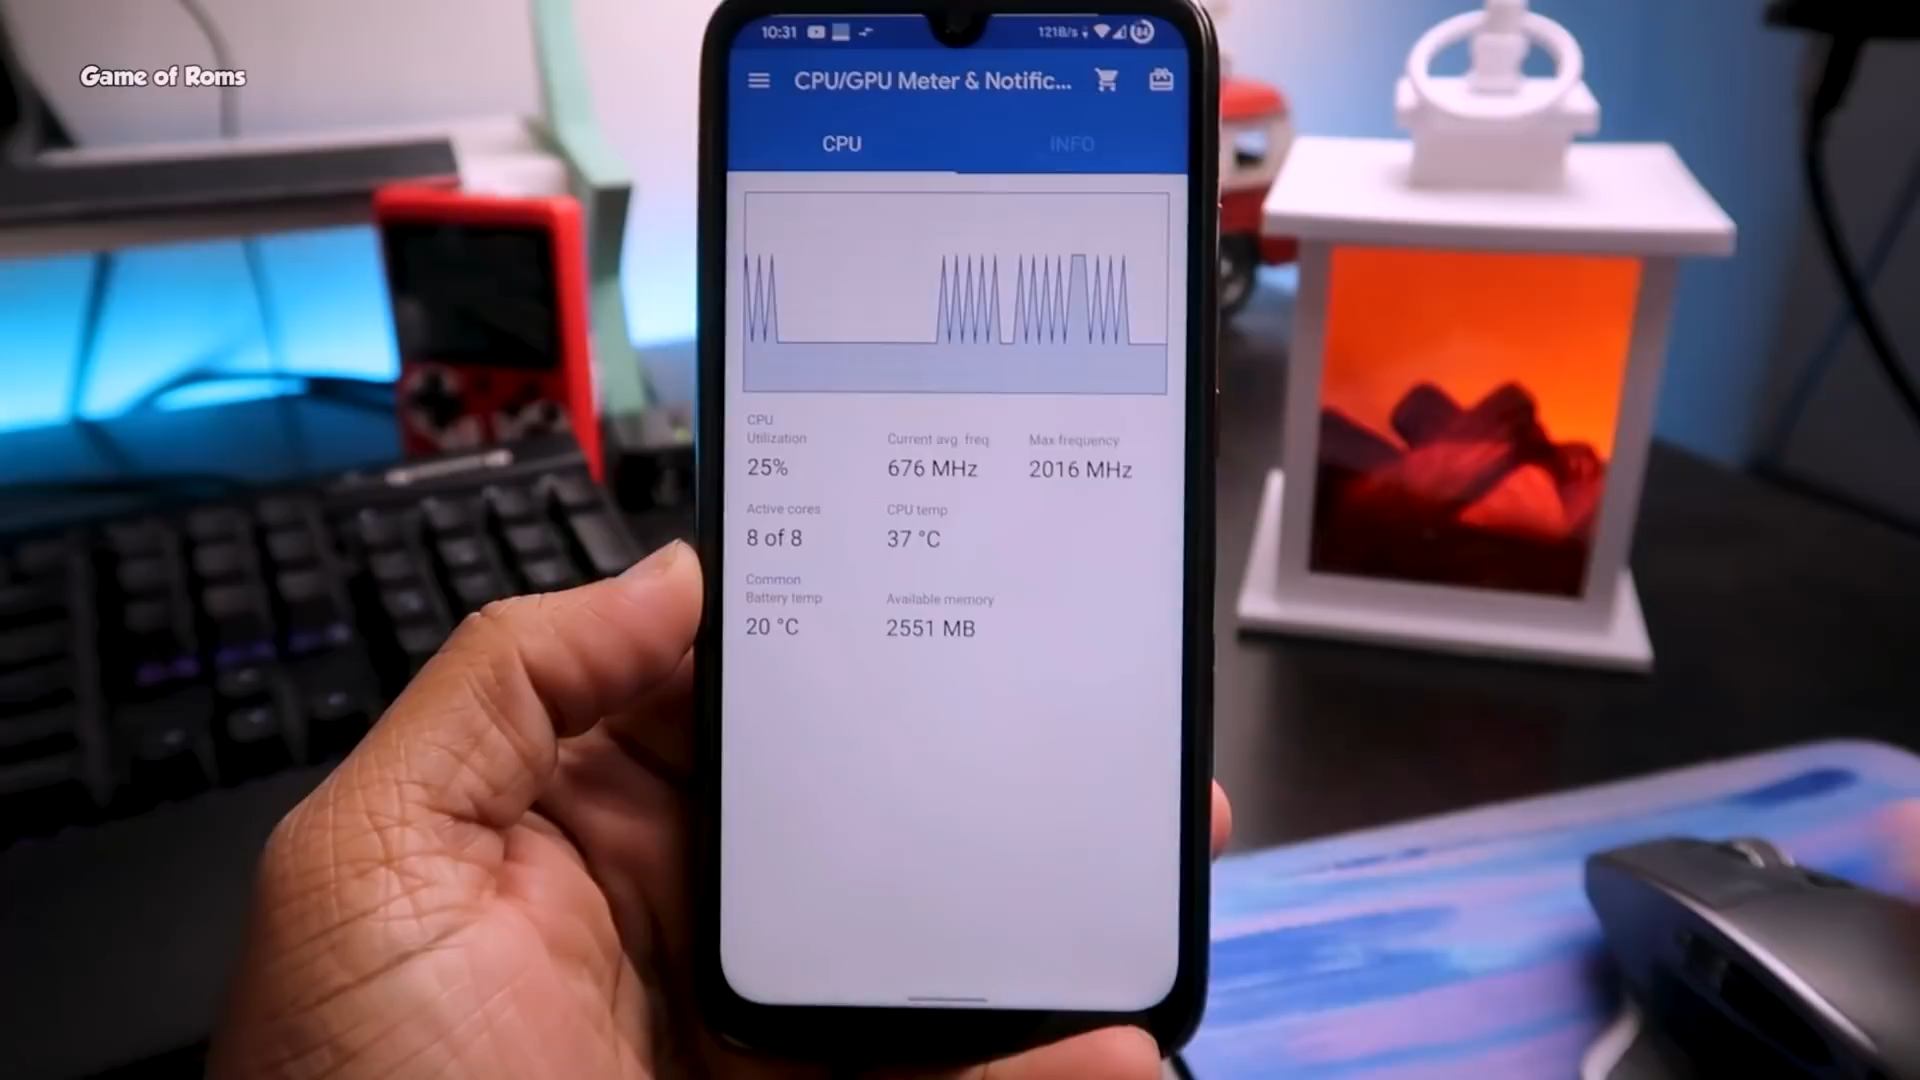 Game of Roms
10:31 121B/s 84
CPU/GPU Meter & Notific...
CPU INFO
CPU
Utilization Current avg. freq Max frequency
25% 676 MHz 2016 MHz
Active cores CPU temp
8 of 8 37 °C
Common
Battery temp Available memory
20 °C 2551 MB